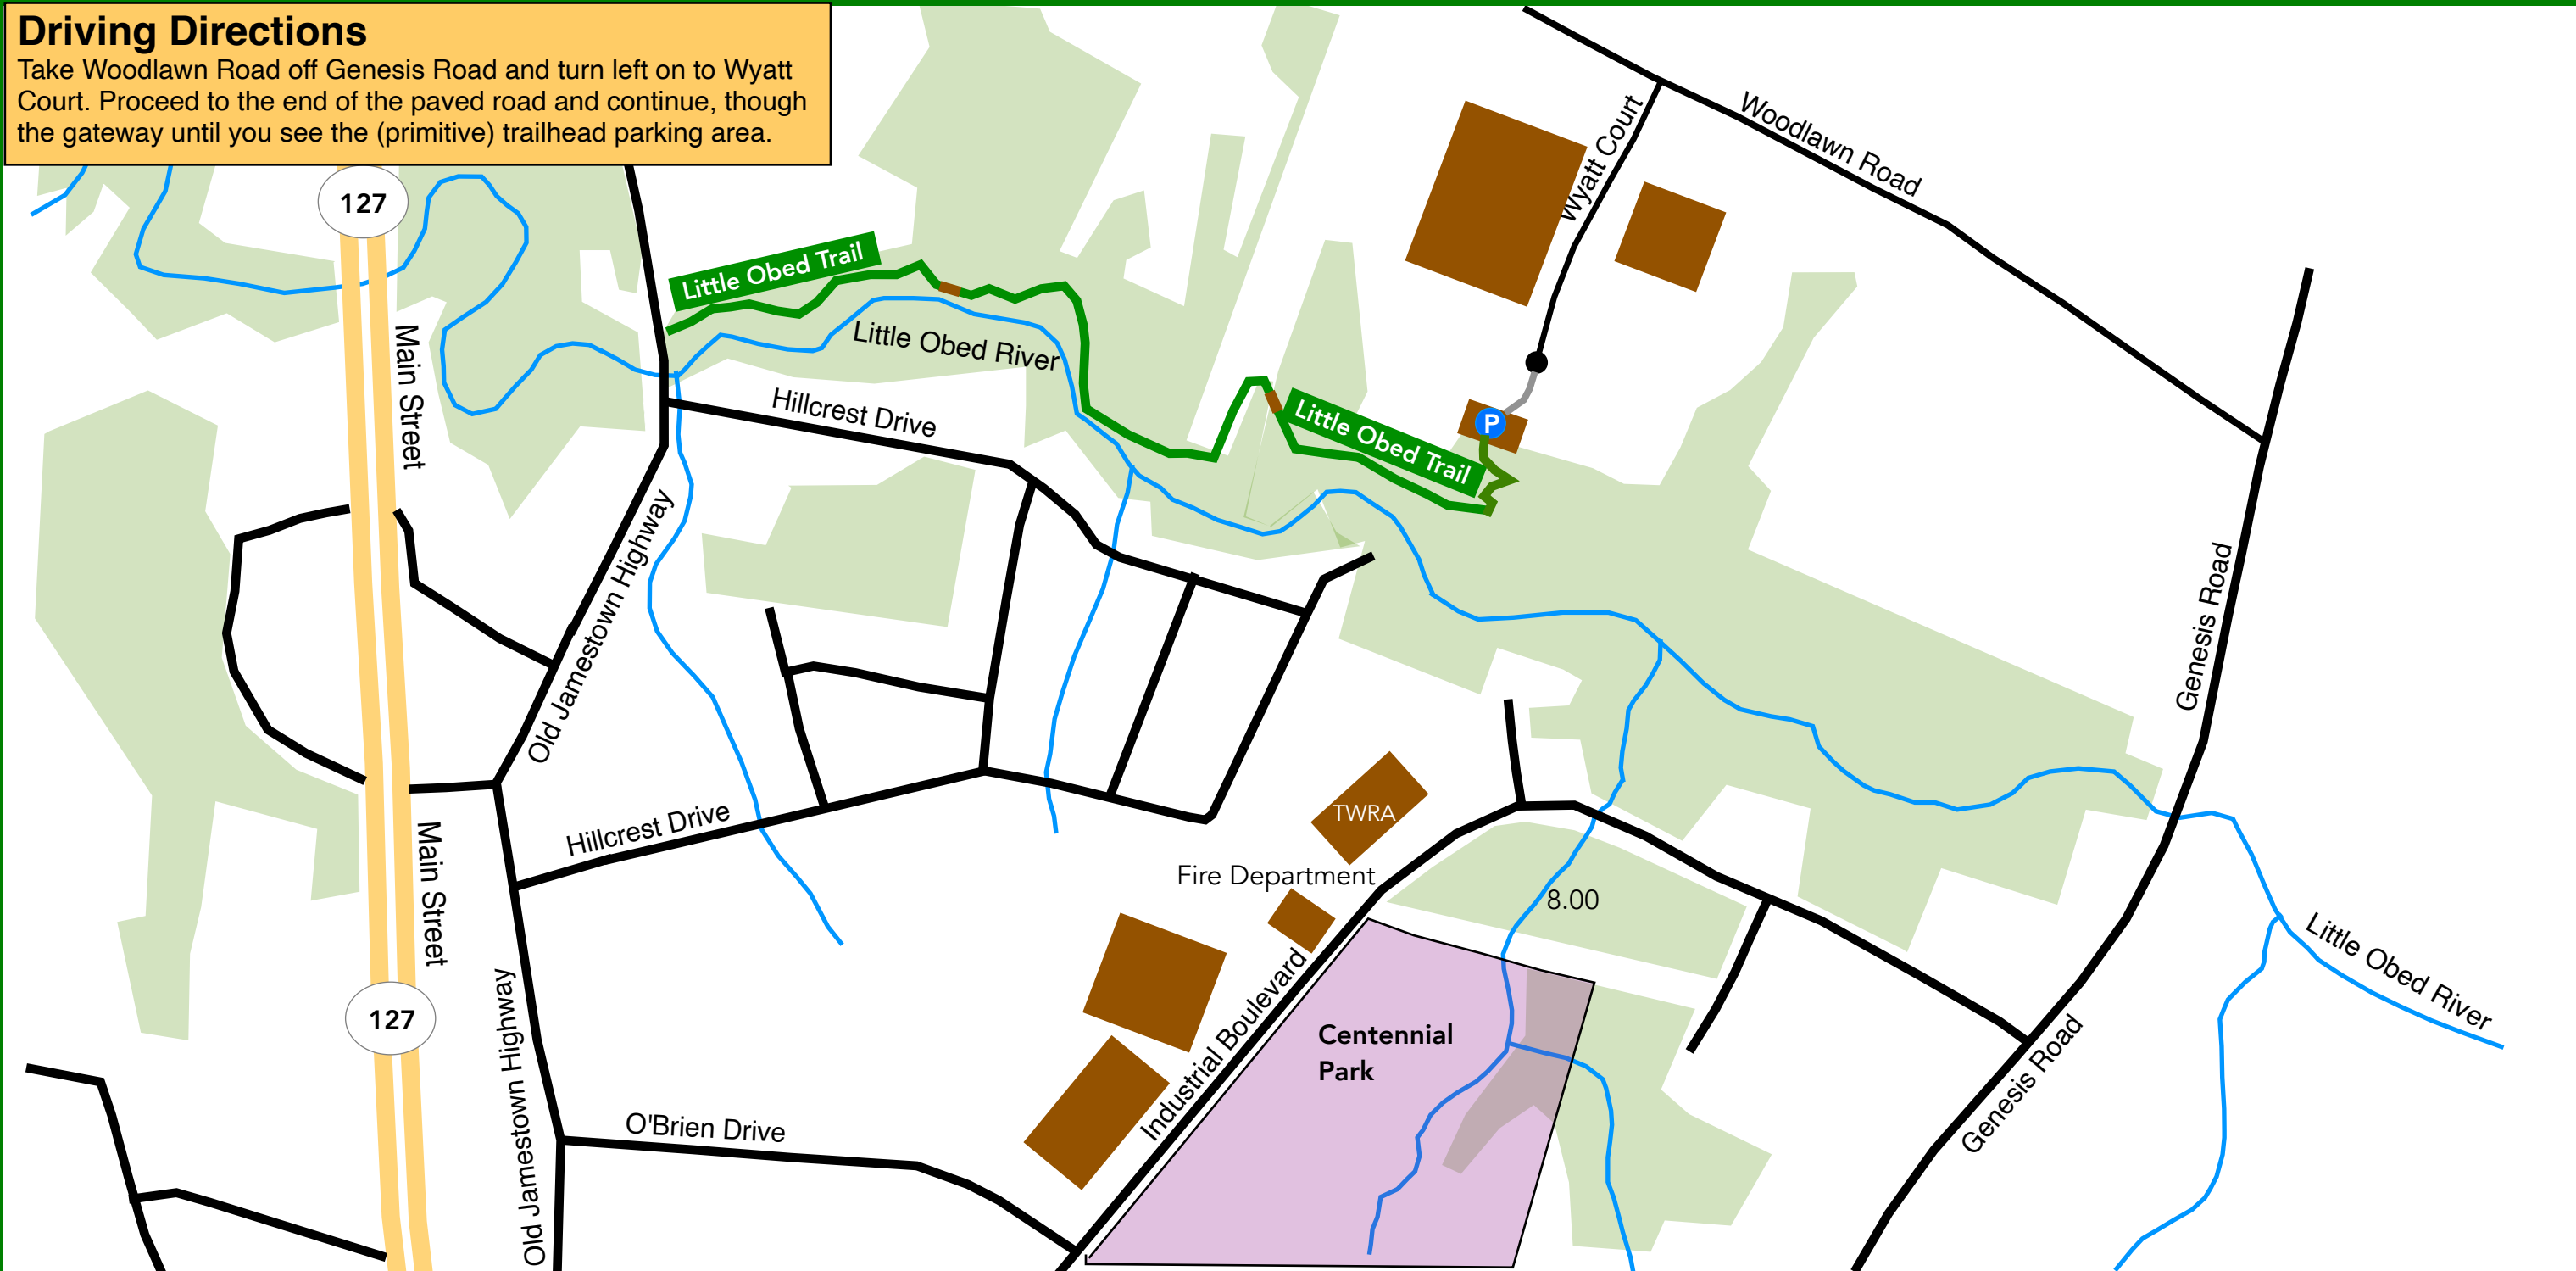 Driving Directions
Take Woodlawn Road off Genesis Road and turn left on to Wyatt
Court. Proceed to the end of the paved road and continue, though
the gateway until you see the (primitive) trailhead parking area.
127
Woodlawn Road
Wyatt Court
Little Obed Trail
Little Obed River
Main Street
Hillcrest Drive
P
Little Obed Trail
Old Jamestown Highway
Genesis Road
TWRA
Hillcrest Drive
Fire Department
8.00
Main Street
Little Obed River
127
Old Jamestown Highway
Industrial Boulevard
Centennial
Park
Genesis Road
O'Brien Drive